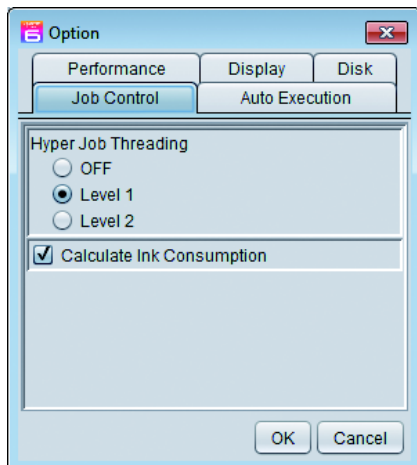 Option
Performance
Display
Disk
Job Control
Auto Execution
Hyper Job Threading
OFF
Level 1
Level 2
Calculate Ink Consumption
OK
Cancel